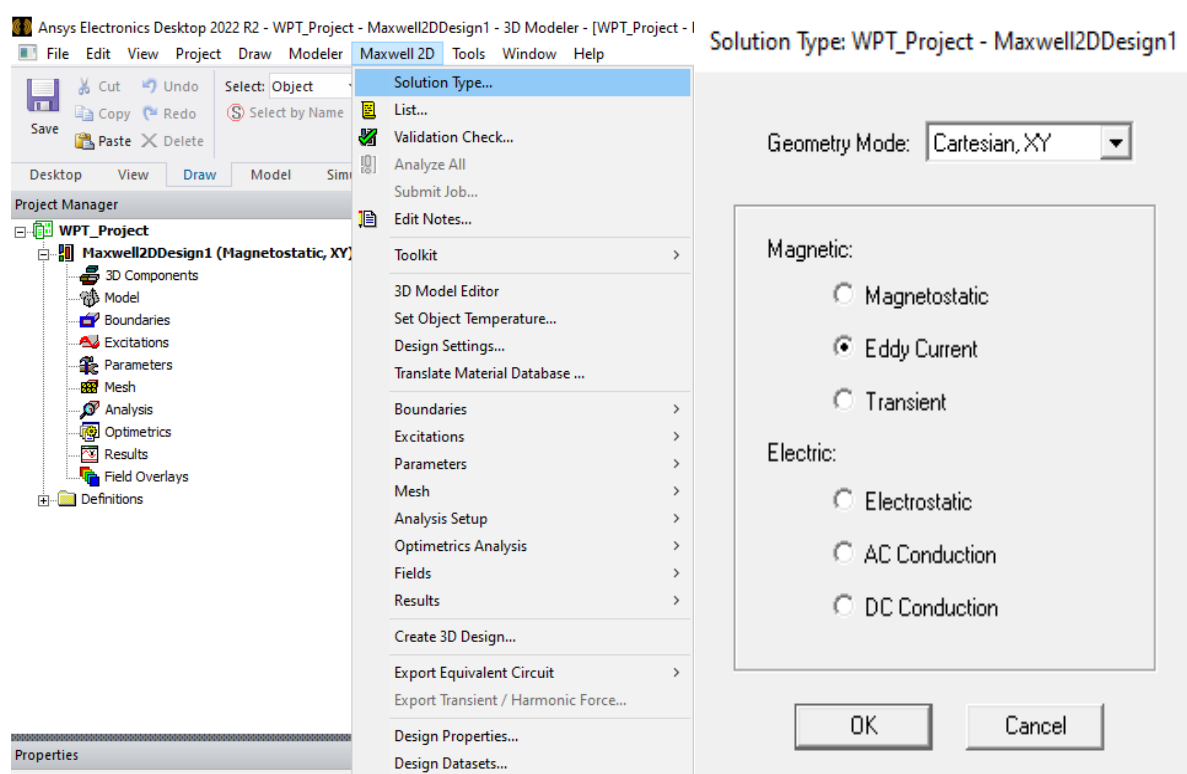 Ansys Electronics Desktop 2022 R2 - WPT_Project - Maxwell2DDesign1 - 3D Modeler - [WPT_Project -
File Edit View Project Draw Modeler Maxwell 2D Tools Window Help
Save
Cut Undo
Copy Redo
Paste Delete
Select: Object
Select by Name
Desktop View Draw Model
Project Manager
WPT_Project
Maxwell2DDesign1 (Magnetostatic, XY)
3D Components
Model
Boundaries
Excitations
Parameters
Mesh
Analysis
Optimetrics
Results
Field Overlays
Definitions
Properties
Solution Type...
List...
Validation Check...
Analyze All
Submit Job...
Edit Notes...
Toolkit
3D Model Editor
Set Object Temperature...
Design Settings...
Translate Material Database ...
Boundaries
Excitations
Parameters
Mesh
Analysis Setup
Optimetrics Analysis
Fields
Results
Create 3D Design...
Export Equivalent Circuit
Export Transient / Harmonic Force...
Design Properties...
Design Datasets...
Solution Type: WPT_Project - Maxwell2DDesign1
Geometry Mode: Cartesian, XY
Magnetic:
Magnetostatic
Eddy Current
Transient
Electric:
Electrostatic
AC Conduction
DC Conduction
OK Cancel